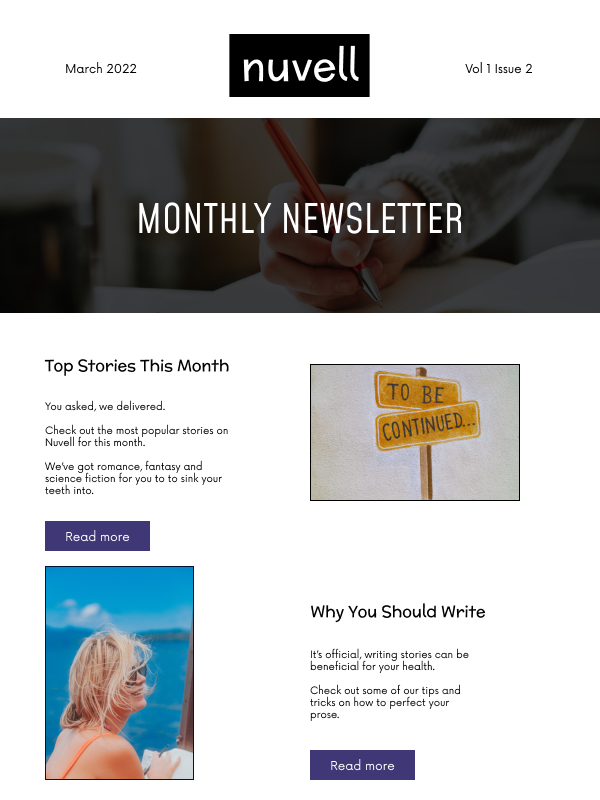 March 2022
nuvell
Vol 1 Issue 2
MONTHLY NEWSLETTER
Top Stories This Month
You asked, we delivered.
Check out the most popular stories on
Nuvell for this month.
We've got romance, fantasy and
science fiction for you to to sink your
teeth into.
Read more
TO BE
CONTINUED...
Why You Should Write
It's official, writing stories can be
beneficial for your health.
Check out some of our tips and
tricks on how to perfect your
prose.
Read more